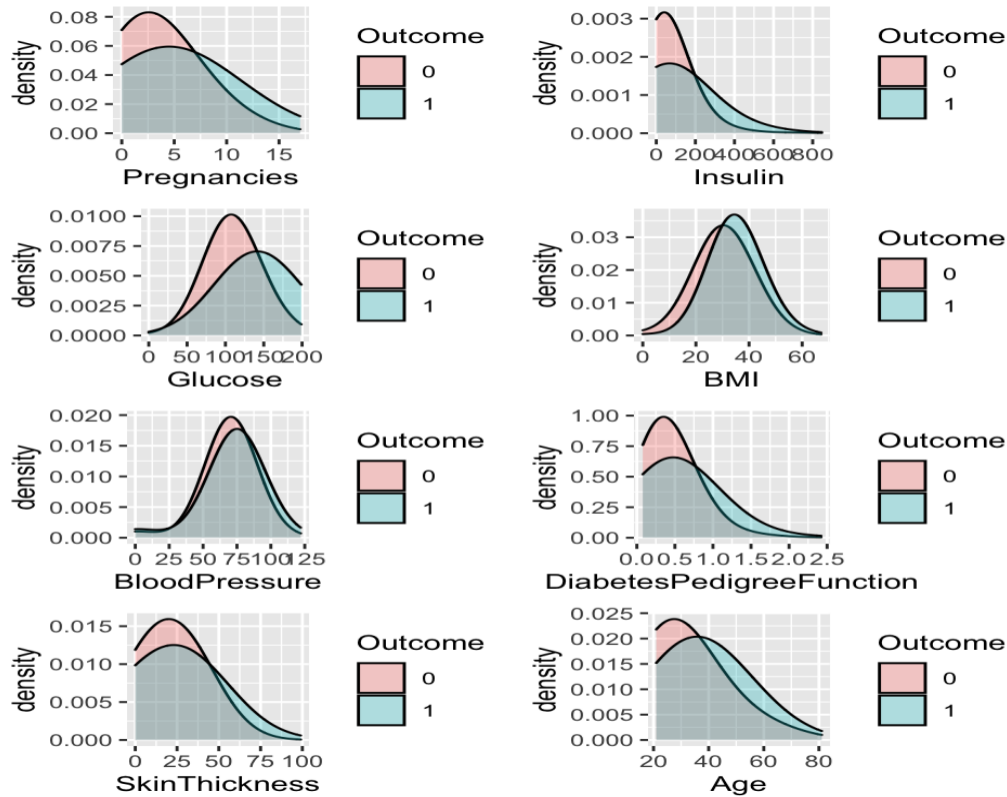 density
0.08
0.06
0.04
0.02
0.00
0 5 10 15
Pregnancies
Outcome
0
1
density
0.003
0.002
0.001
0.000
0 200 400 600 800
Insulin
Outcome
0
1
density
0.0100
0.0075
0.0050
0.0025
0.0000
0 50 100 150 200
Glucose
Outcome
0
1
density
0.03
0.02
0.01
0.00
0 20 40 60
BMI
Outcome
0
1
density
0.020
0.015
0.010
0.005
0.000
0 25 50 75 100 125
BloodPressure
Outcome
0
1
density
1.00
0.75
0.50
0.25
0.00
0.0 0.5 1.0 1.5 2.0 2.5
DiabetesPedigreeFunction
Outcome
0
1
density
0.015
0.010
0.005
0.000
0 25 50 75 100
SkinThickness
Outcome
0
1
density
0.025
0.020
0.015
0.010
0.005
0.000
20 40 60 80
Age
Outcome
0
1